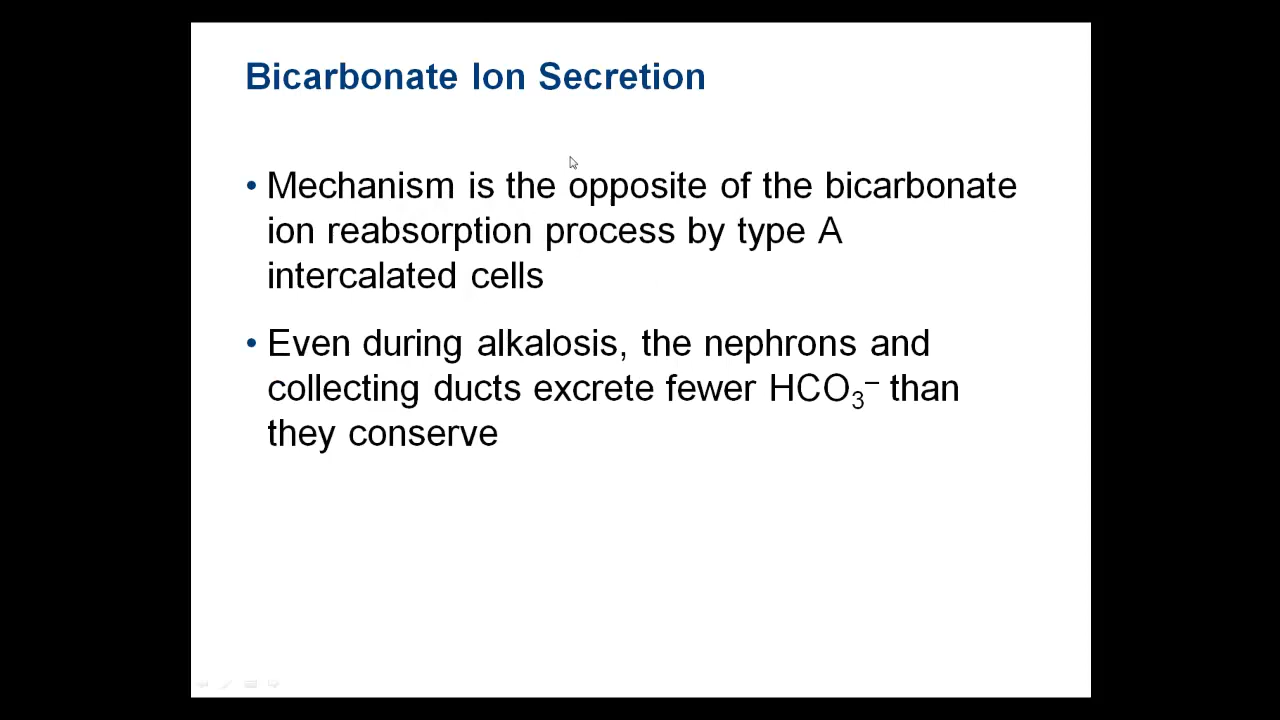 Bicarbonate Ion Secretion
• Mechanism is the opposite of the bicarbonate
ion reabsorption process by type A
intercalated cells
• Even during alkalosis, the nephrons and
collecting ducts excrete fewer HCO₃⁻ than
they conserve